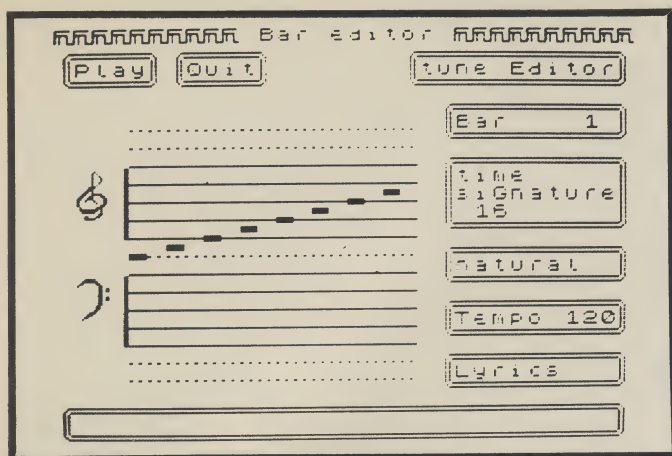 Bar editor
Play Quit tune Editor
Bar 1
time
siGnature
16
natural
Tempo 120
Lyrics